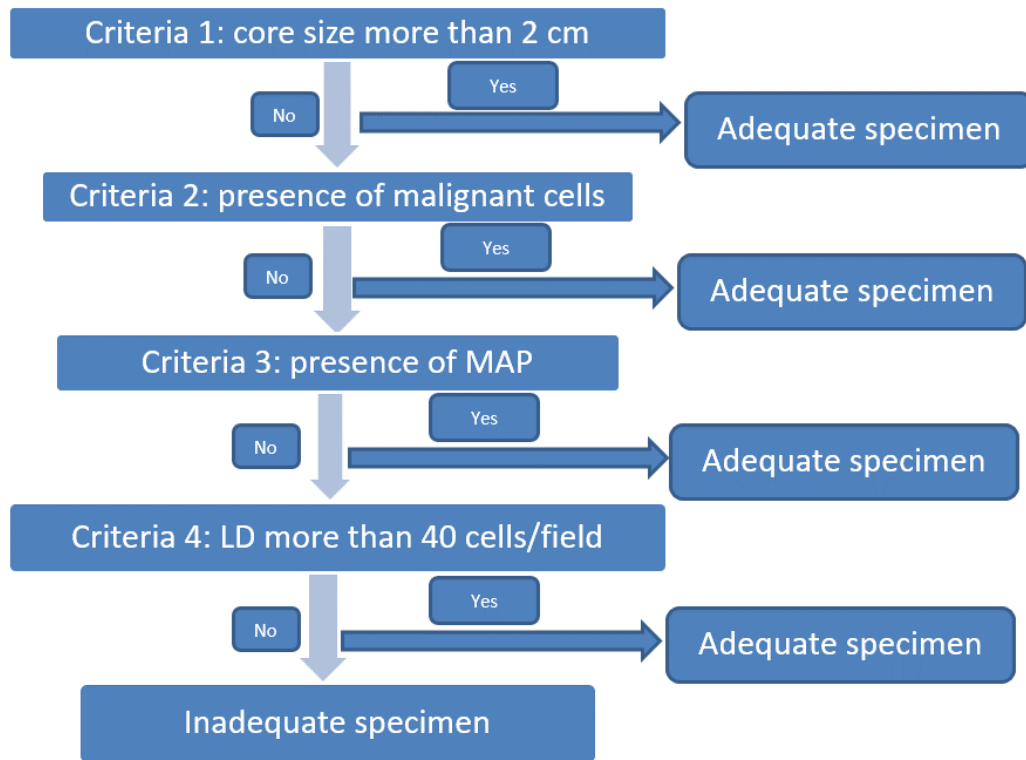 Criteria 1: core size more than 2 cm
Yes
No
Adequate specimen
Criteria 2: presence of malignant cells
Yes
No
Adequate specimen
Criteria 3: presence of MAP
Yes
No
Adequate specimen
Criteria 4: LD more than 40 cells/field
Yes
No
Adequate specimen
Inadequate specimen